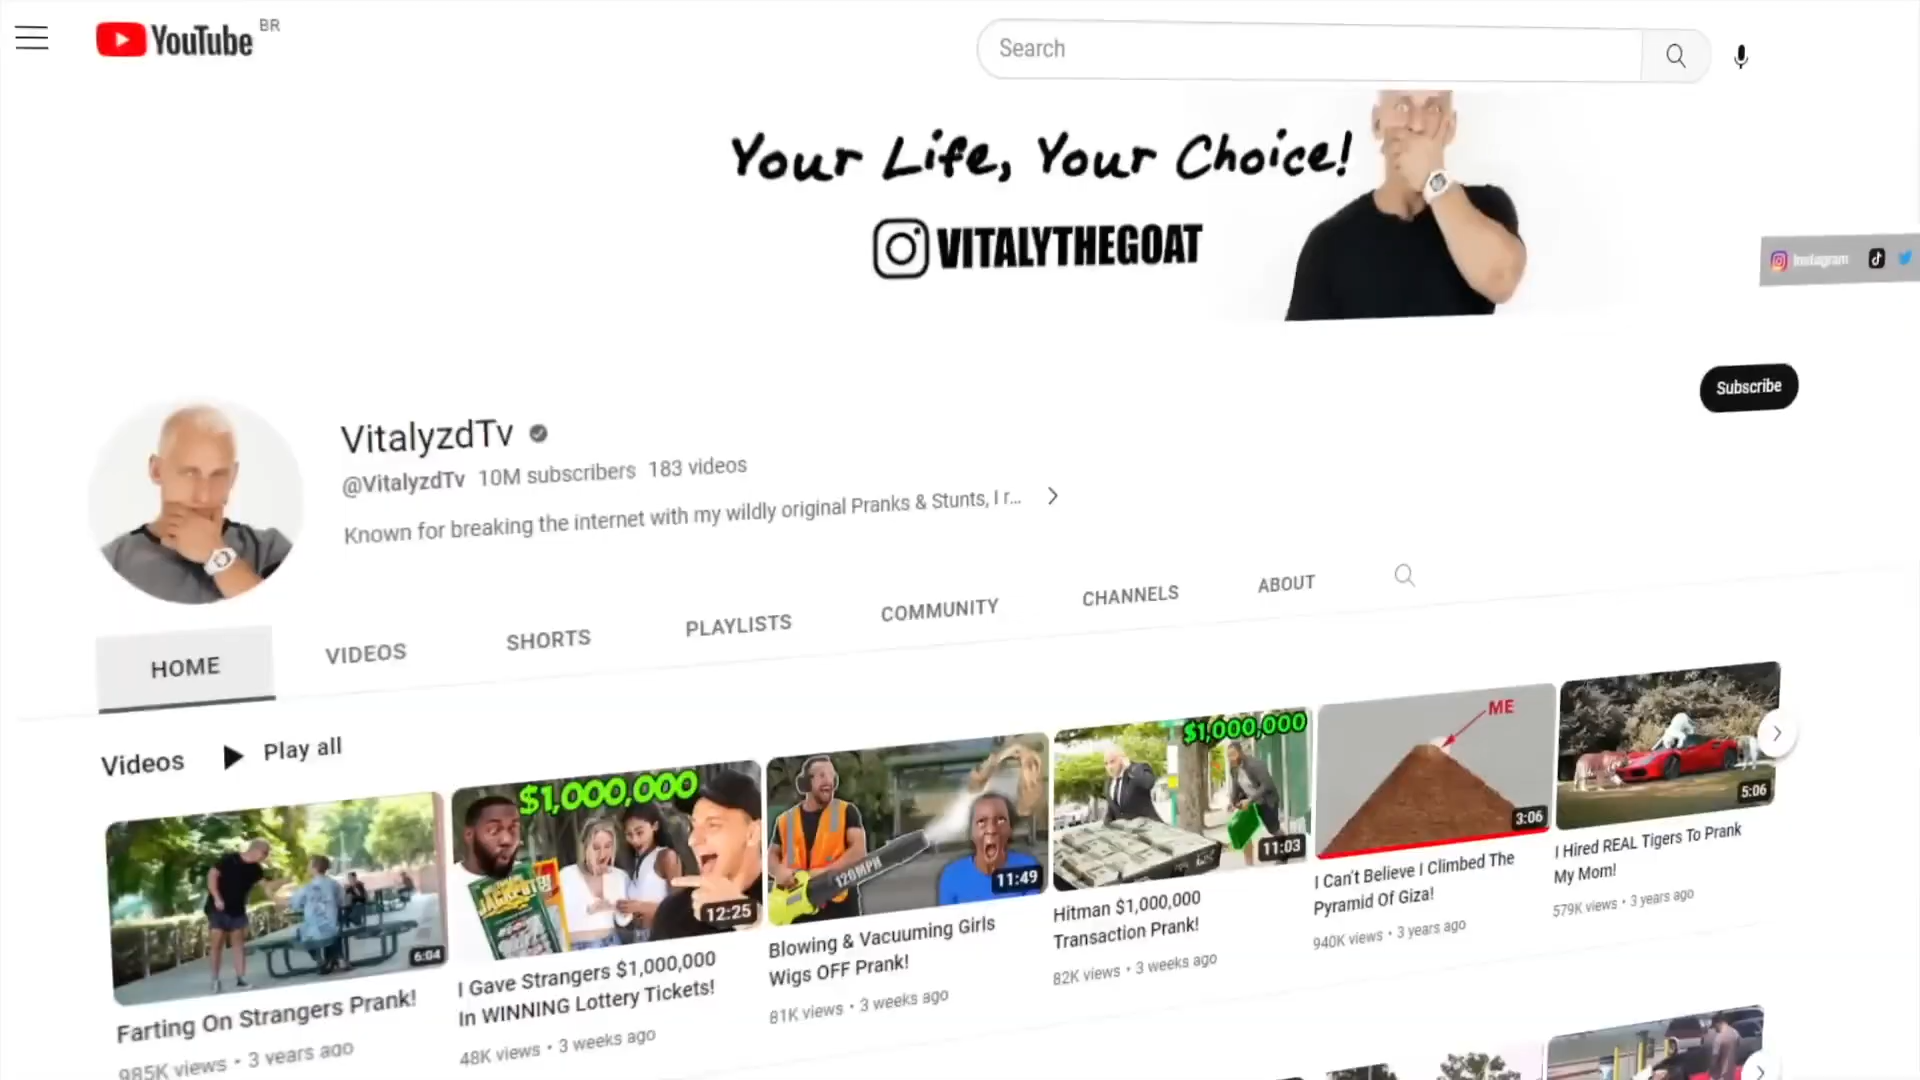 YouTube BR
Search
Your Life, Your Choice!
VITALYTHEGOAT
Instagram
Subscribe
VitalyzdTv
@VitalyzdTv 10M subscribers 183 videos
Known for breaking the internet with my wildly original Pranks & Stunts, I r...
HOME
VIDEOS
SHORTS
PLAYLISTS
COMMUNITY
CHANNELS
ABOUT
Videos
Play all
6:04
Farting On Strangers Prank!
985K views • 3 years ago
$1,000,000
JACKPOTS!
12:25
I Gave Strangers $1,000,000
In WINNING Lottery Tickets!
48K views • 3 weeks ago
120MPH
11:49
Blowing & Vacuuming Girls
Wigs OFF Prank!
81K views • 3 weeks ago
$1,000,000
11:03
Hitman $1,000,000
Transaction Prank!
82K views • 3 weeks ago
ME
3:06
I Can't Believe I Climbed The
Pyramid Of Giza!
940K views • 3 years ago
5:06
I Hired REAL Tigers To Prank
My Mom!
579K views • 3 years ago